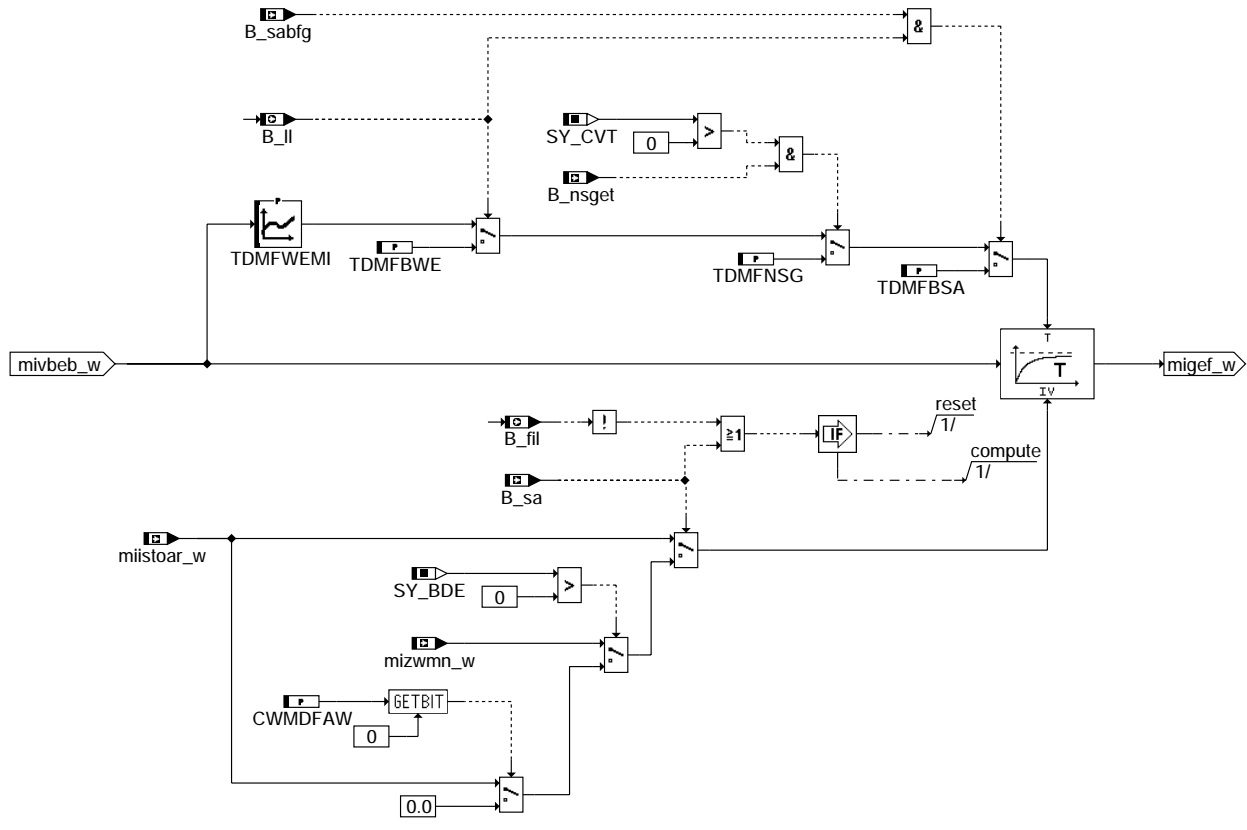 B_sabfg
&
B_ll
SY_CVT
>
0
&
B_nsget
P
TDMFWEMI
P
TDMFBWE
P
TDMFNSG
P
TDMFBSA
mivbeb_w
T
T
IV
migef_w
B_fil
!
≥1
IF
reset
1/
compute
1/
B_sa
miistoar_w
SY_BDE
>
0
mizwmn_w
P
CWMDFAW
GETBIT
0
0.0